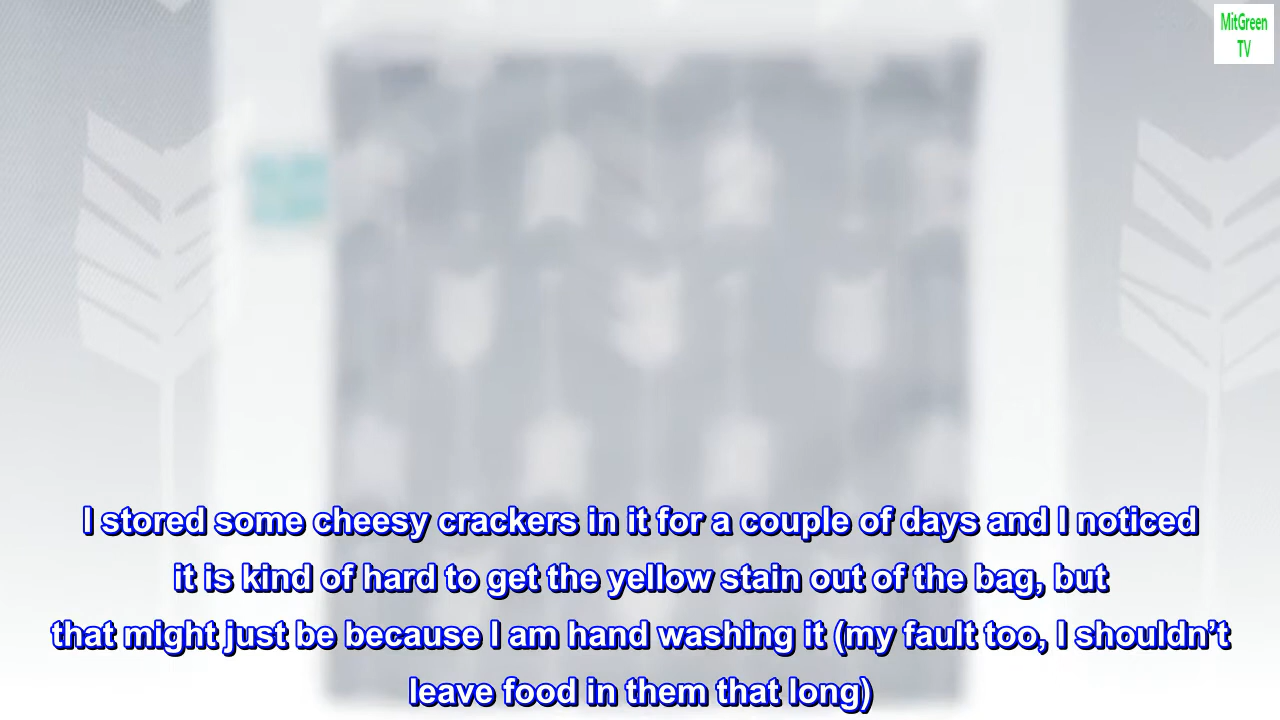 MitGreen
TV
I stored some cheesy crackers in it for a couple of days and I noticed
it is kind of hard to get the yellow stain out of the bag, but
that might just be because I am hand washing it (my fault too, I shouldn’t
leave food in them that long)